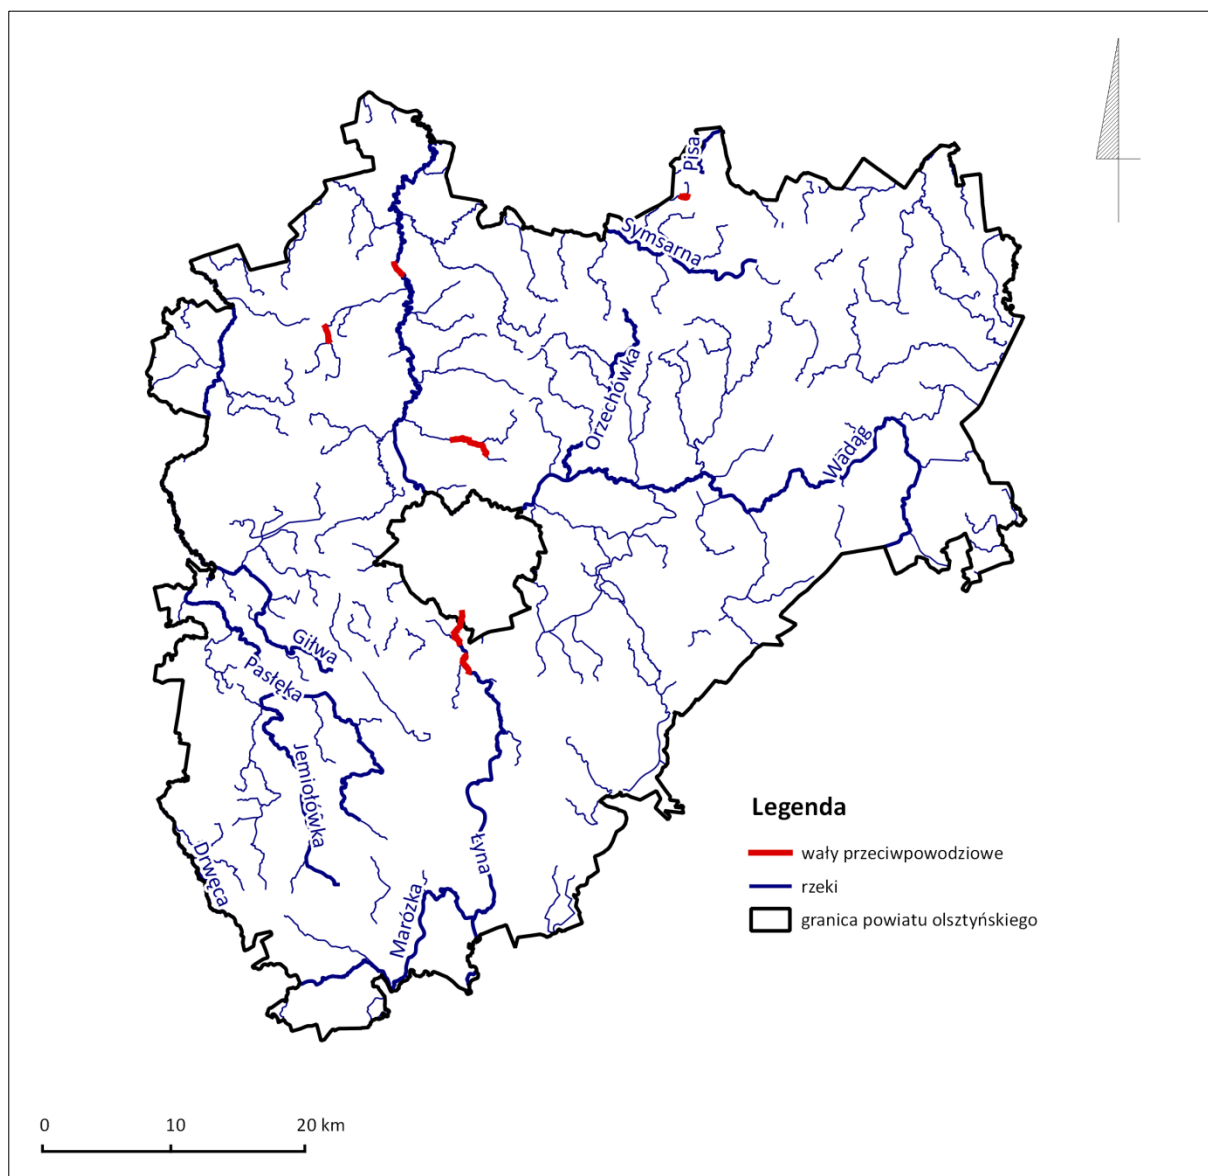 Pisa
Symsarna
Orzechówka
Wadąg
Giłwa
Pasłęka
Jemiołówka
Łyna
Drwęca
Marózka
Legenda
wały przeciwpowodziowe
rzeki
granica powiatu olsztyńskiego
0 10 20 km